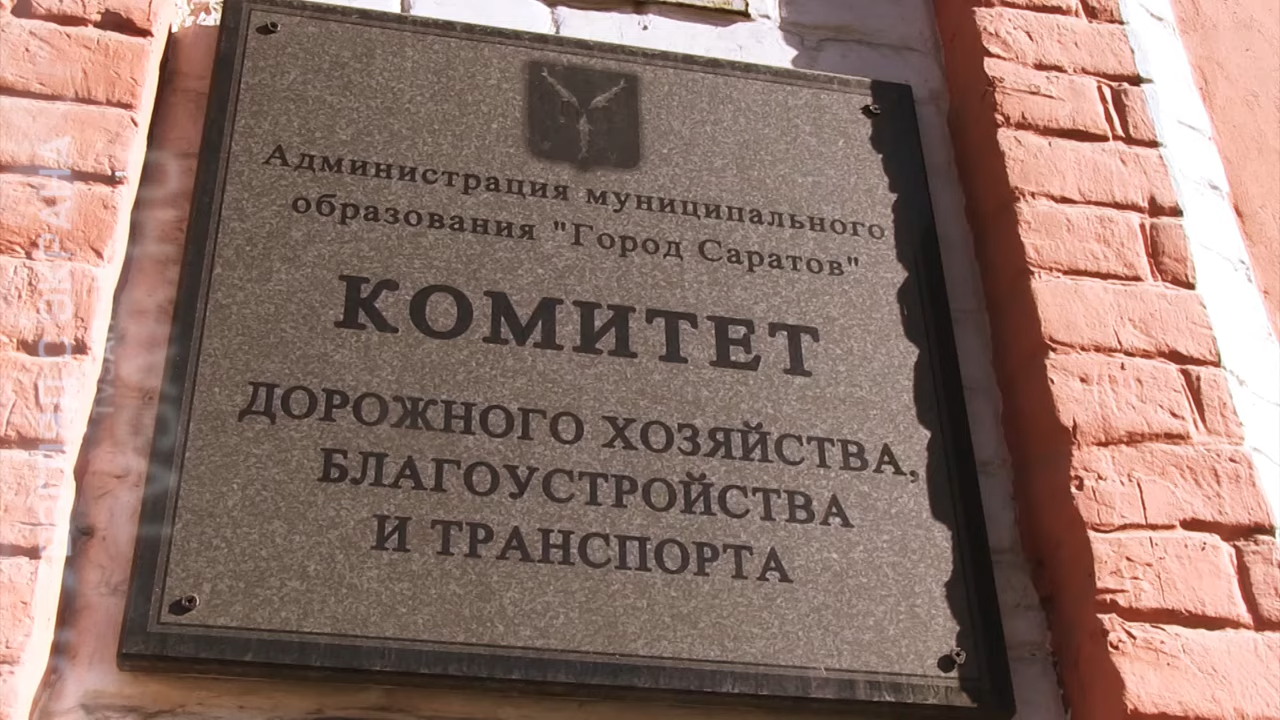 Администрация муниципального
образования "Город Саратов"
КОМИТЕТ
ДОРОЖНОГО ХОЗЯЙСТВА,
БЛАГОУСТРОЙСТВА
И ТРАНСПОРТА